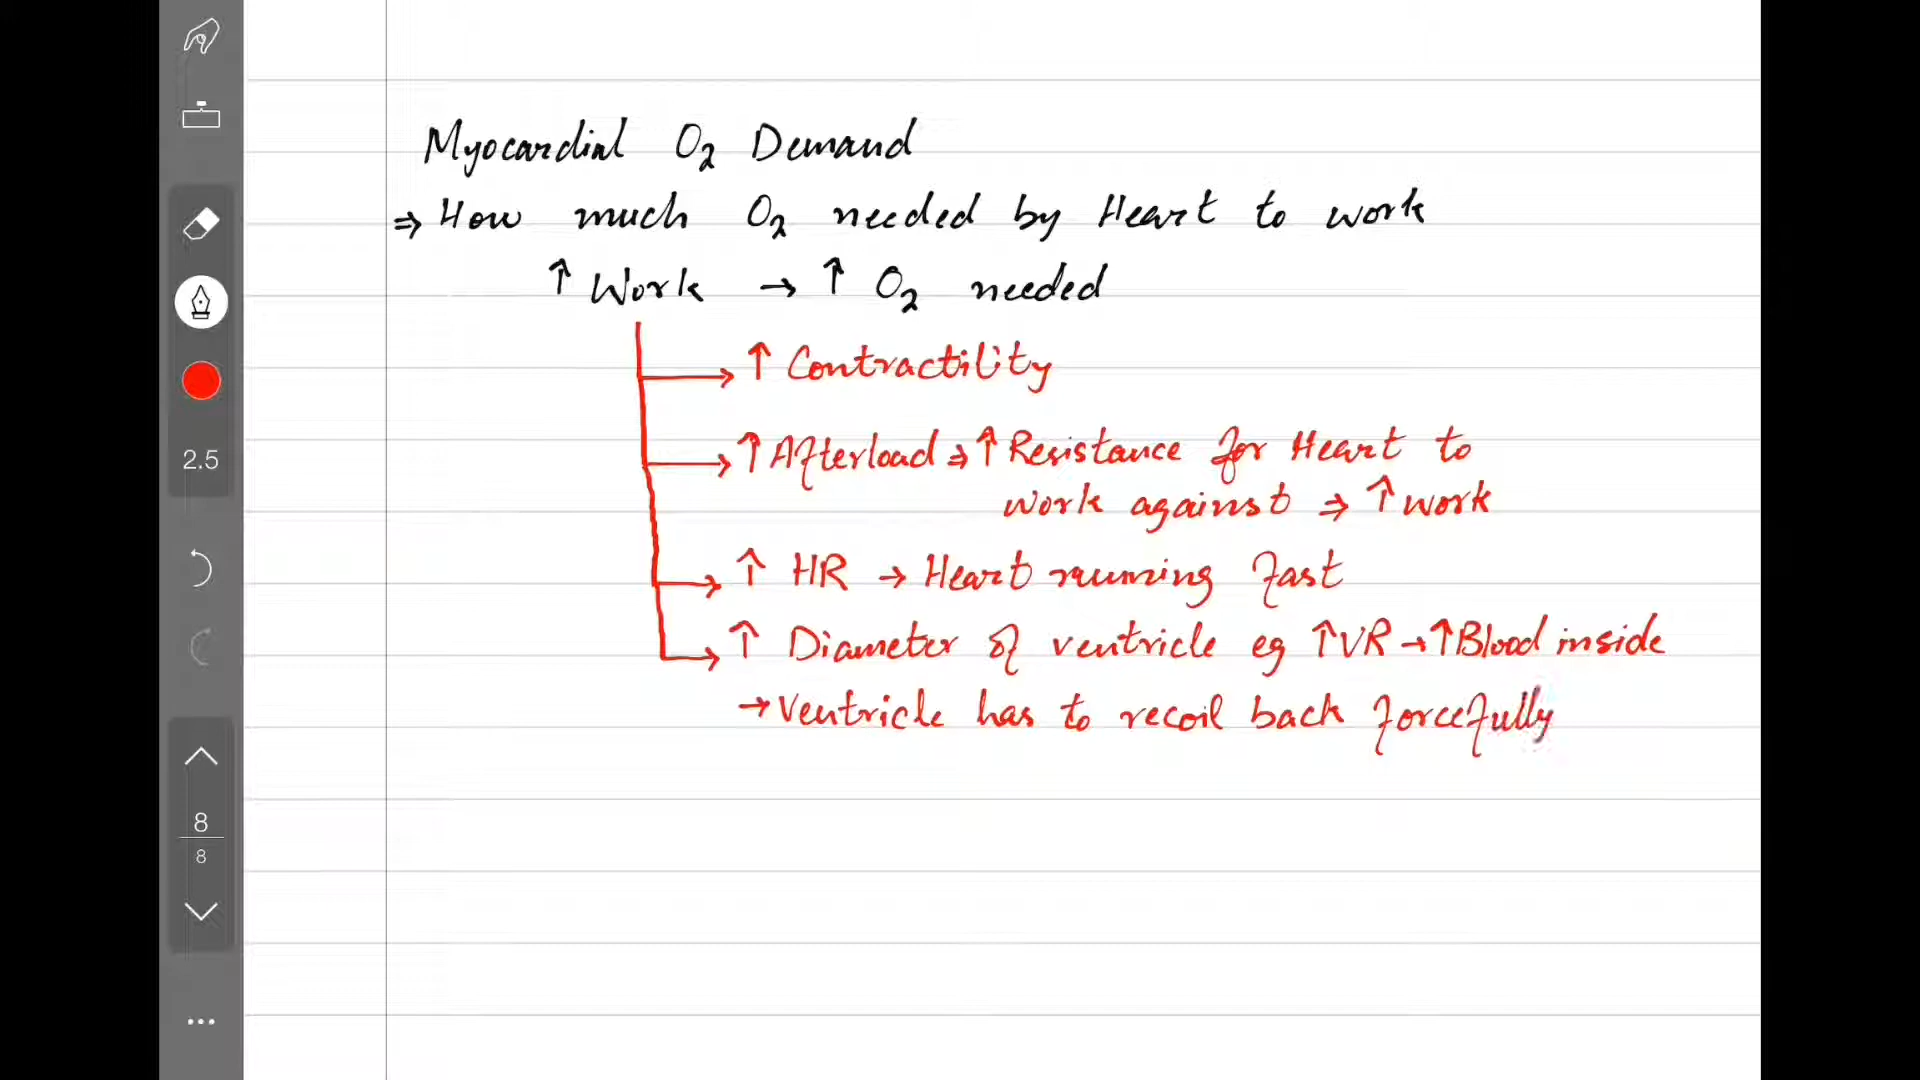 Myocardial O2 Demand
⇒ How much O2 needed by Heart to work
↑ Work → ↑ O2 needed
→ ↑ Contractility
→ ↑ Afterload ⇒ ↑ Resistance for Heart to
work against ⇒ ↑ work
→ ↑ HR → Heart running fast
→ ↑ Diameter of ventricle eg ↑VR → ↑Blood inside
→ Ventricle has to recoil back forcefully
2.5
8
8